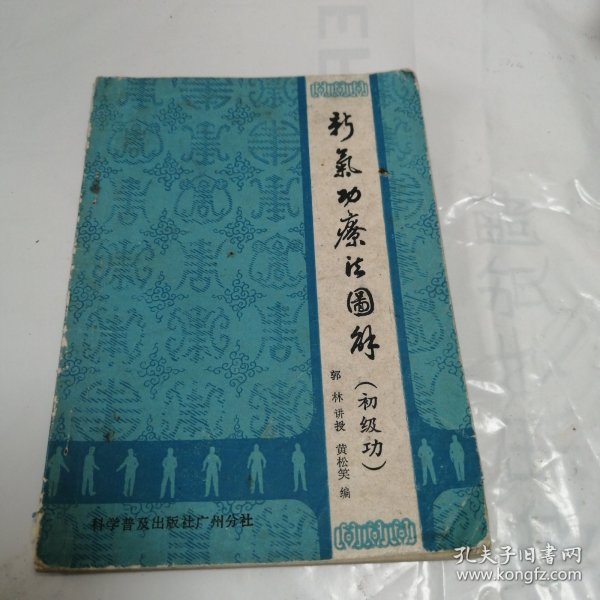 新氣功療法圖解
(初级功)
郭林讲授 黄松笑编
科学普及出版社广州分社
孔夫子旧书网
www.kongfz.com